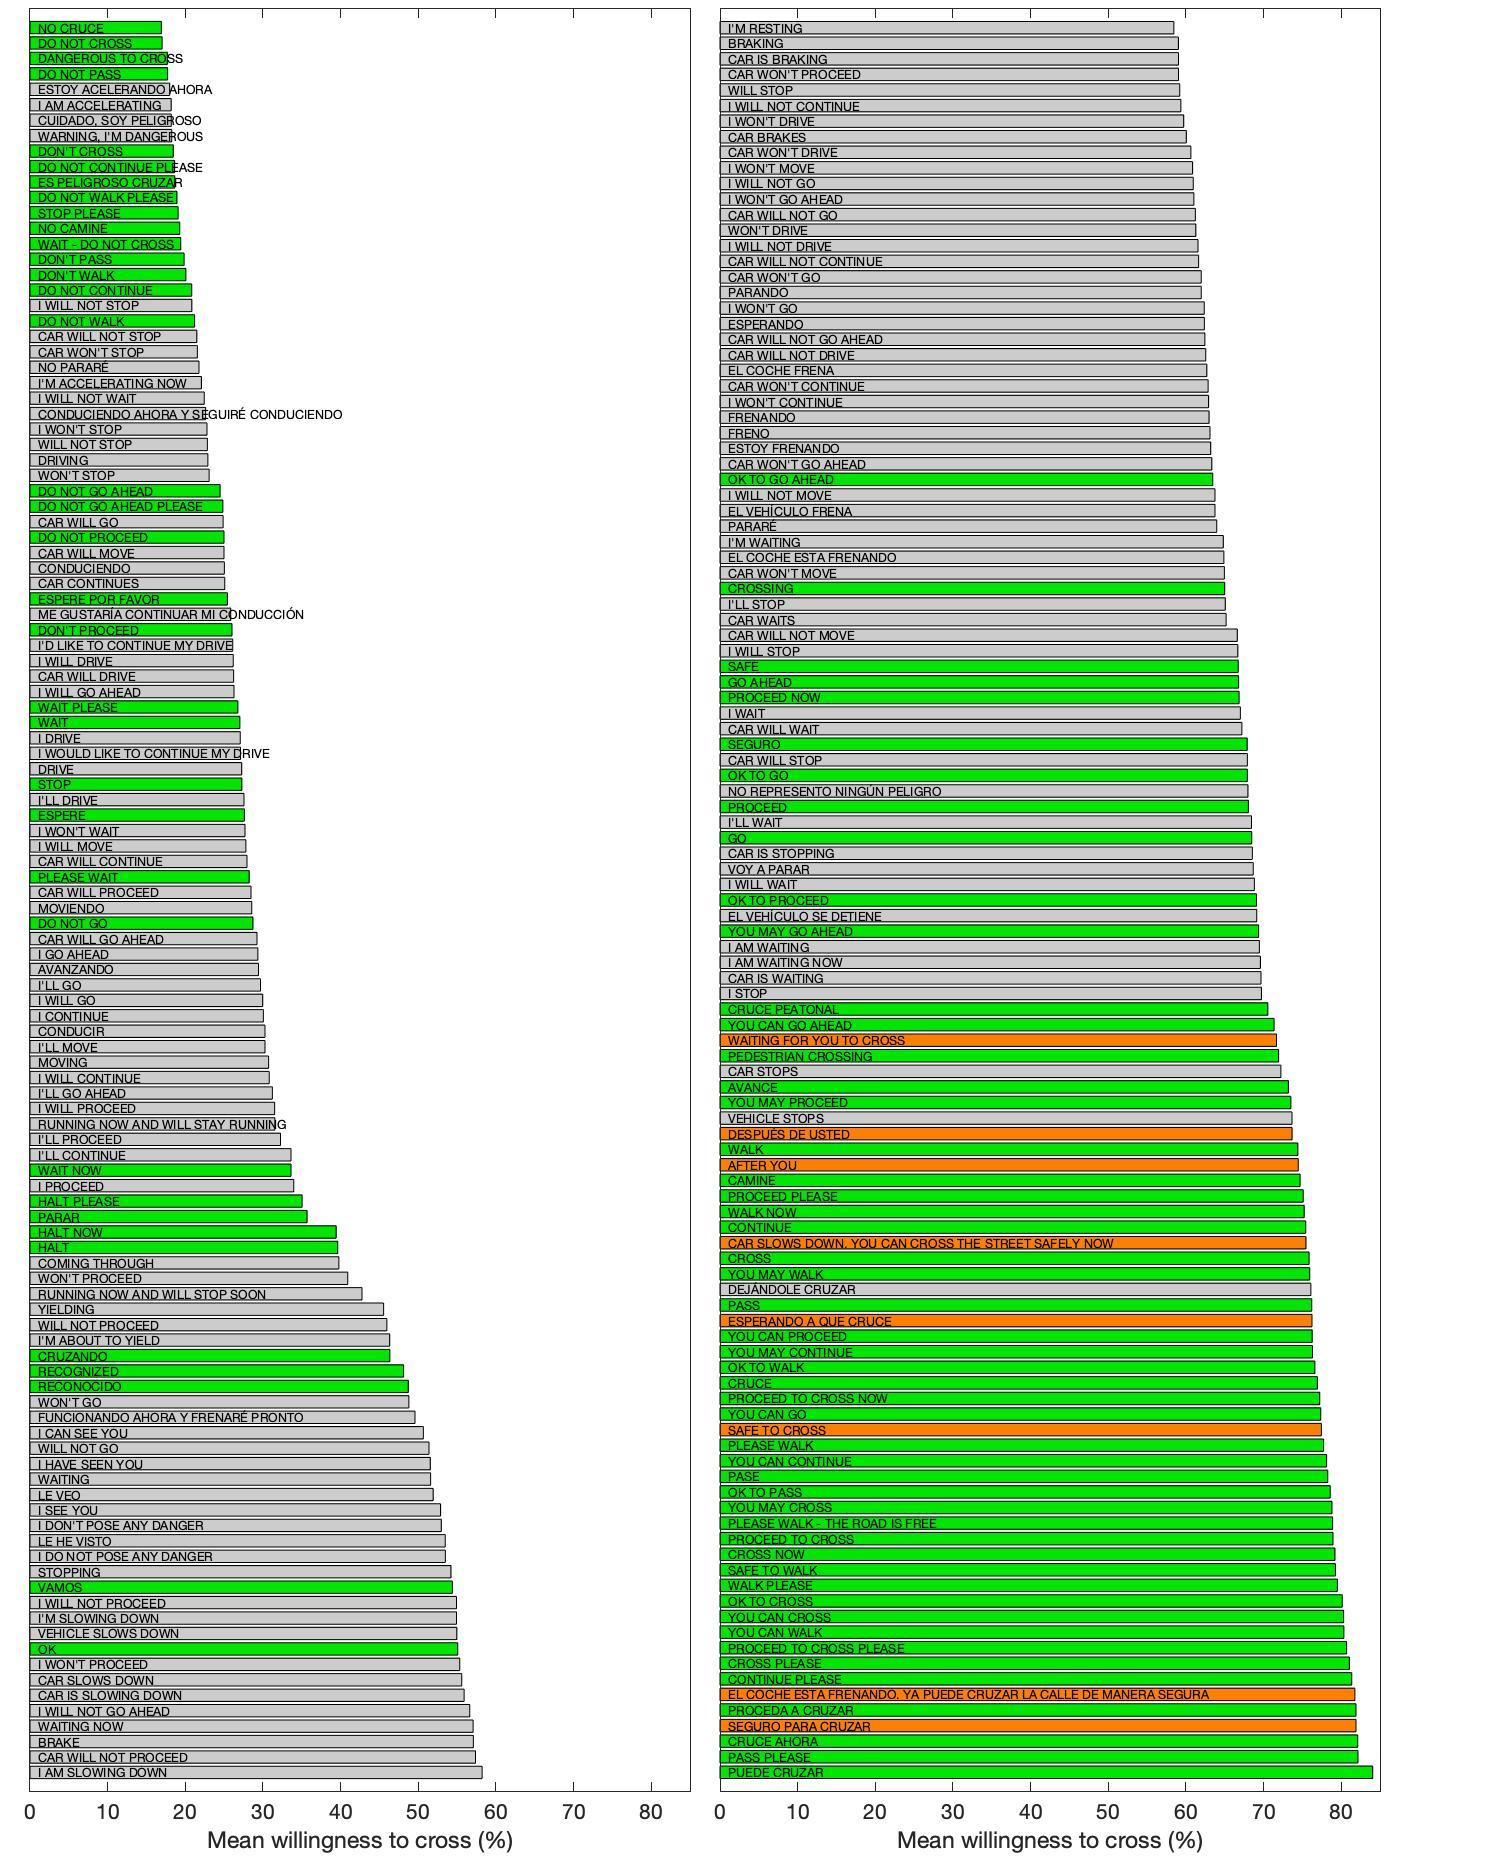 NO CRUCE
DO NOT CROSS
DANGEROUS TO CROSS
DO NOT PASS
ESTOY ACELERANDO AHORA
I AM ACCELERATING
CUIDADO, SOY PELIGROSO
WARNING, I'M DANGEROUS
DON'T CROSS
DO NOT CONTINUE PLEASE
ES PELIGROSO CRUZAR
DO NOT WALK PLEASE
STOP PLEASE
NO CAMINE
WAIT - DO NOT CROSS
DON'T PASS
DON'T WALK
DO NOT CONTINUE
I WILL NOT STOP
DO NOT WALK
CAR WILL NOT STOP
CAR WON'T STOP
NO PARARÉ
I'M ACCELERATING NOW
I WILL NOT WAIT
CONDUCIENDO AHORA Y SEGUIRÉ CONDUCIENDO
I WON'T STOP
WILL NOT STOP
DRIVING
WON'T STOP
DO NOT GO AHEAD
DO NOT GO AHEAD PLEASE
CAR WILL GO
DO NOT PROCEED
CAR WILL MOVE
CONDUCIENDO
CAR CONTINUES
ESPERE POR FAVOR
ME GUSTARÍA CONTINUAR MI CONDUCCIÓN
DON'T PROCEED
I'D LIKE TO CONTINUE MY DRIVE
I WILL DRIVE
CAR WILL DRIVE
I WILL GO AHEAD
WAIT PLEASE
WAIT
I DRIVE
I WOULD LIKE TO CONTINUE MY DRIVE
DRIVE
STOP
I'LL DRIVE
ESPERE
I WON'T WAIT
I WILL MOVE
CAR WILL CONTINUE
PLEASE WAIT
CAR WILL PROCEED
MOVIENDO
DO NOT GO
CAR WILL GO AHEAD
I GO AHEAD
AVANZANDO
I'LL GO
I WILL GO
I CONTINUE
CONDUCIR
I'LL MOVE
MOVING
I WILL CONTINUE
I'LL GO AHEAD
I WILL PROCEED
RUNNING NOW AND WILL STAY RUNNING
I'LL PROCEED
I'LL CONTINUE
WAIT NOW
I PROCEED
HALT PLEASE
PARAR
HALT NOW
HALT
COMING THROUGH
WON'T PROCEED
RUNNING NOW AND WILL STOP SOON
YIELDING
WILL NOT PROCEED
I'M ABOUT TO YIELD
CRUZANDO
RECOGNIZED
RECONOCIDO
WON'T GO
FUNCIONANDO AHORA Y FRENARÉ PRONTO
I CAN SEE YOU
WILL NOT GO
I HAVE SEEN YOU
WAITING
LE VEO
I SEE YOU
I DON'T POSE ANY DANGER
LE HE VISTO
I DO NOT POSE ANY DANGER
STOPPING
VAMOS
I WILL NOT PROCEED
I'M SLOWING DOWN
VEHICLE SLOWS DOWN
OK
I WON'T PROCEED
CAR SLOWS DOWN
CAR IS SLOWING DOWN
I WILL NOT GO AHEAD
WAITING NOW
BRAKE
CAR WILL NOT PROCEED
I AM SLOWING DOWN
0 10 20 30 40 50 60 70 80
Mean willingness to cross (%)
I'M RESTING
BRAKING
CAR IS BRAKING
CAR WON'T PROCEED
WILL STOP
I WILL NOT CONTINUE
I WON'T DRIVE
CAR BRAKES
CAR WON'T DRIVE
I WON'T MOVE
I WILL NOT GO
I WON'T GO AHEAD
CAR WILL NOT GO
WON'T DRIVE
I WILL NOT DRIVE
CAR WILL NOT CONTINUE
CAR WON'T GO
PARANDO
I WON'T GO
ESPERANDO
CAR WILL NOT GO AHEAD
CAR WILL NOT DRIVE
EL COCHE FRENA
CAR WON'T CONTINUE
I WON'T CONTINUE
FRENANDO
FRENO
ESTOY FRENANDO
CAR WON'T GO AHEAD
OK TO GO AHEAD
I WILL NOT MOVE
EL VEHÍCULO FRENA
PARARÉ
I'M WAITING
EL COCHE ESTA FRENANDO
CAR WON'T MOVE
CROSSING
I'LL STOP
CAR WAITS
CAR WILL NOT MOVE
I WILL STOP
SAFE
GO AHEAD
PROCEED NOW
I WAIT
CAR WILL WAIT
SEGURO
CAR WILL STOP
OK TO GO
NO REPRESENTO NINGÚN PELIGRO
PROCEED
I'LL WAIT
GO
CAR IS STOPPING
VOY A PARAR
I WILL WAIT
OK TO PROCEED
EL VEHÍCULO SE DETIENE
YOU MAY GO AHEAD
I AM WAITING
I AM WAITING NOW
CAR IS WAITING
I STOP
CRUCE PEATONAL
YOU CAN GO AHEAD
WAITING FOR YOU TO CROSS
PEDESTRIAN CROSSING
CAR STOPS
AVANCE
YOU MAY PROCEED
VEHICLE STOPS
DESPUÉS DE USTED
WALK
AFTER YOU
CAMINE
PROCEED PLEASE
WALK NOW
CONTINUE
CAR SLOWS DOWN. YOU CAN CROSS THE STREET SAFELY NOW
CROSS
YOU MAY WALK
DEJÁNDOLE CRUZAR
PASS
ESPERANDO A QUE CRUCE
YOU CAN PROCEED
YOU MAY CONTINUE
OK TO WALK
CRUCE
PROCEED TO CROSS NOW
YOU CAN GO
SAFE TO CROSS
PLEASE WALK
YOU CAN CONTINUE
PASE
OK TO PASS
YOU MAY CROSS
PLEASE WALK - THE ROAD IS FREE
PROCEED TO CROSS
CROSS NOW
SAFE TO WALK
WALK PLEASE
OK TO CROSS
YOU CAN CROSS
YOU CAN WALK
PROCEED TO CROSS PLEASE
CROSS PLEASE
CONTINUE PLEASE
EL COCHE ESTA FRENANDO. YA PUEDE CRUZAR LA CALLE DE MANERA SEGURA
PROCEDA A CRUZAR
SEGURO PARA CRUZAR
CRUCE AHORA
PASS PLEASE
PUEDE CRUZAR
0 10 20 30 40 50 60 70 80
Mean willingness to cross (%)